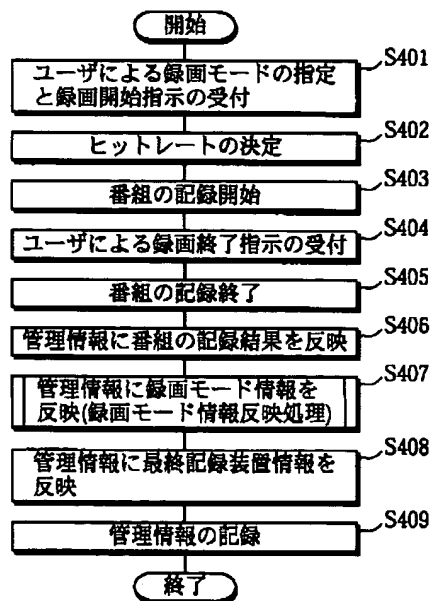 開始
S401
ユーザによる録画モードの指定
と録画開始指示の受付
S402
ヒットレートの決定
S403
番組の記録開始
S404
ユーザによる録画終了指示の受付
S405
番組の記録終了
S406
管理情報に番組の記録結果を反映
S407
管理情報に録画モード情報を
反映(録画モード情報反映処理)
S408
管理情報に最終記録装置情報を
反映
S409
管理情報の記録
終了